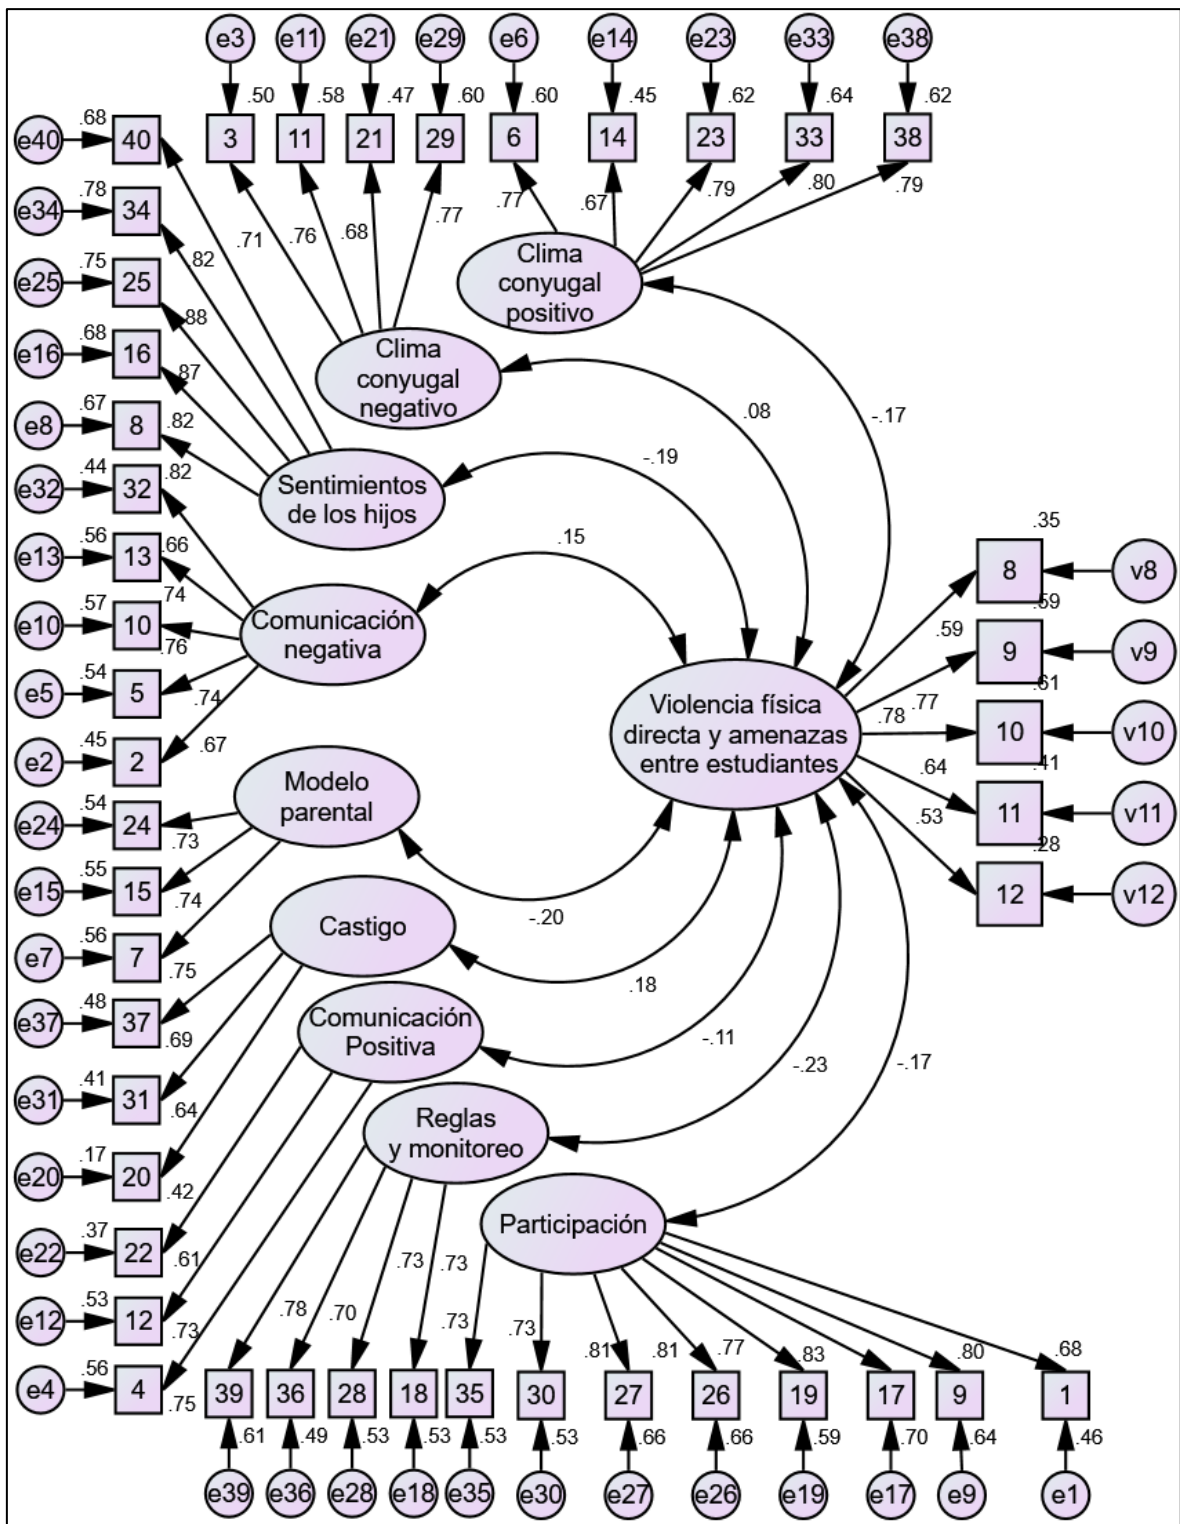 e3 e11 e21 e29 e6 e14 e23 e33 e38
.50 .58 .47 .60 .60 .45 .62 .64 .62
3 11 21 29 6 14 23 33 38
.71 .76 .68 .77 .77 .67 .79 .80 .79
Clima
conyugal
positivo
Clima
conyugal
negativo
e40 .68 40
e34 .78 34
.82
e25 .75 25
.88
e16 .68 16
.87
e8 .67 8
.82
Sentimientos
de los hijos
.82
e32 .44 32
.66
e13 .56 13
.74
e10 .57 10
.76
e5 .54 5
.74
e2 .45 2
.67
Comunicación
negativa
.08
-.17
-.19
.15
Violencia física
directa y amenazas
entre estudiantes
.35
8 v8
.59
.59
9 v9
.77
.61
10 v10
.78
.41
11 v11
.64
.28
12 v12
.53
Modelo
parental
e24 .54 24
.73
e15 .55 15
.74
e7 .56 7
.75
-.20
Castigo
e37 .48 37
.69
e31 .41 31
.64
e20 .17 20
.42
.18
Comunicación
Positiva
e22 .37 22
.61
e12 .53 12
.73
e4 .56 4
.75
-.11
Reglas
y monitoreo
-.23
Participación
-.17
.78 .70 .73 .73
.73 .73 .81 .81 .77 .83 .80 .68
39 36 28 18 35 30 27 26 19 17 9 1
.61 .49 .53 .53 .53 .53 .66 .66 .59 .70 .64 .46
e39 e36 e28 e18 e35 e30 e27 e26 e19 e17 e9 e1